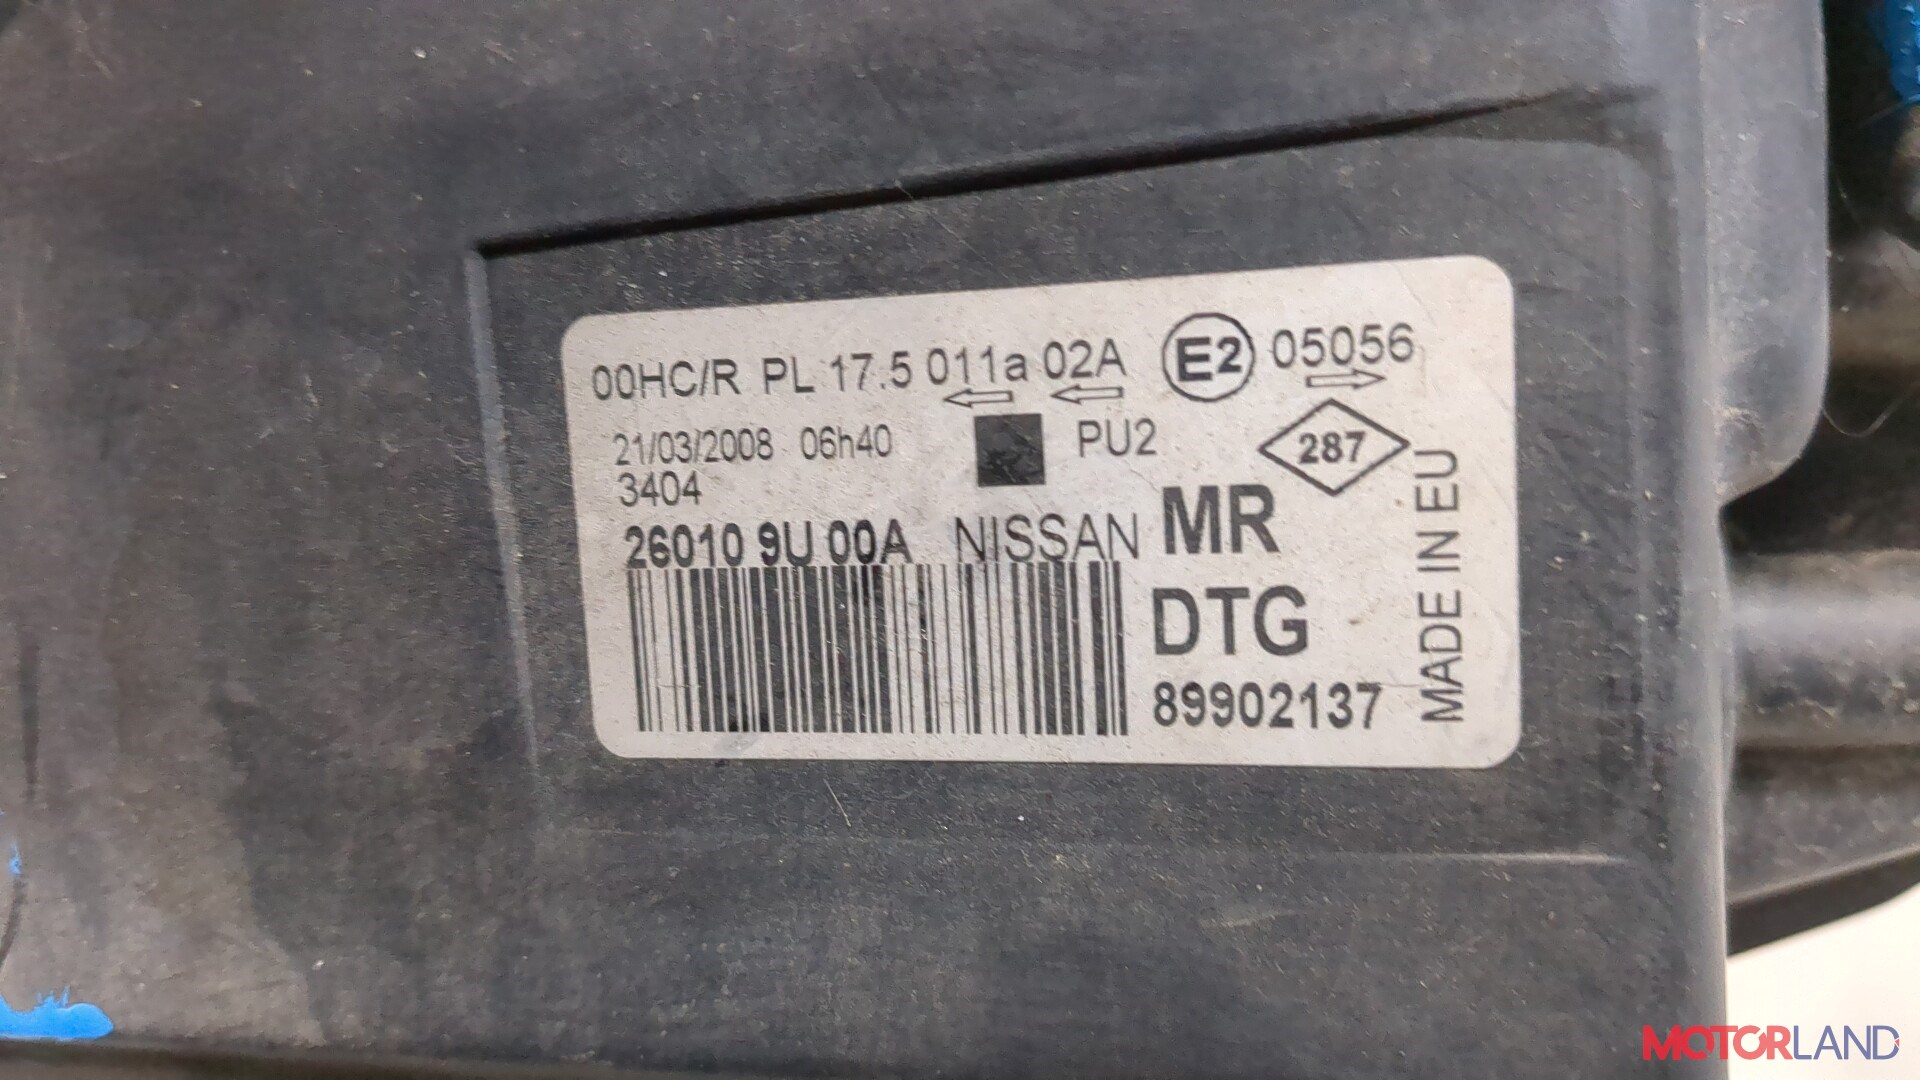 00HC/R PL 17.5 011a 02A E2 05056
21/03/2008 06h40 PU2 287
3404
26010 9U 00A NISSAN MR
DTG
89902137
MADE IN EU
MOTORLAND